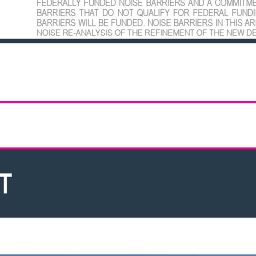 FEDERALLY FUNDED NOISE BARRIERS AND A COMMITME
BARRIERS THAT DO NOT QUALIFY FOR FEDERAL FUNDI
BARRIERS WILL BE FUNDED. NOISE BARRIERS IN THIS AR
NOISE RE-ANALYSIS OF THE REFINEMENT OF THE NEW DE
T